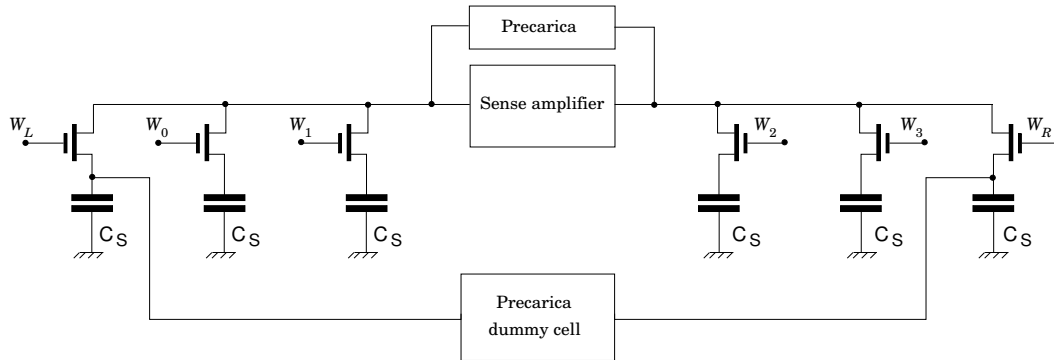 Precarica
Sense amplifier
W_L
W_0
W_1
W_2
W_3
W_R
C_S
C_S
C_S
C_S
C_S
C_S
Precarica
dummy cell